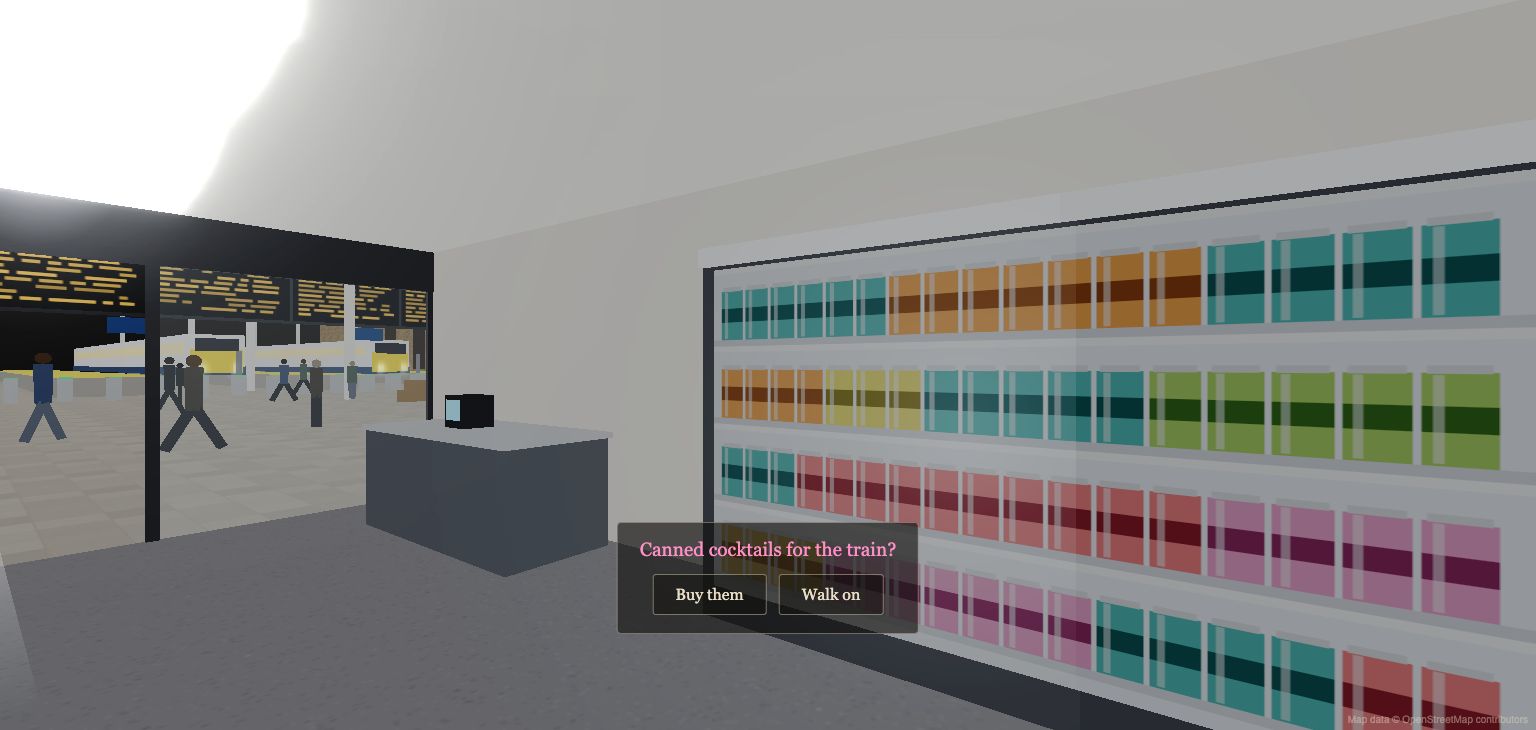 Canned cocktails for the train?
Buy them
Walk on
Map data © OpenStreetMap contributors